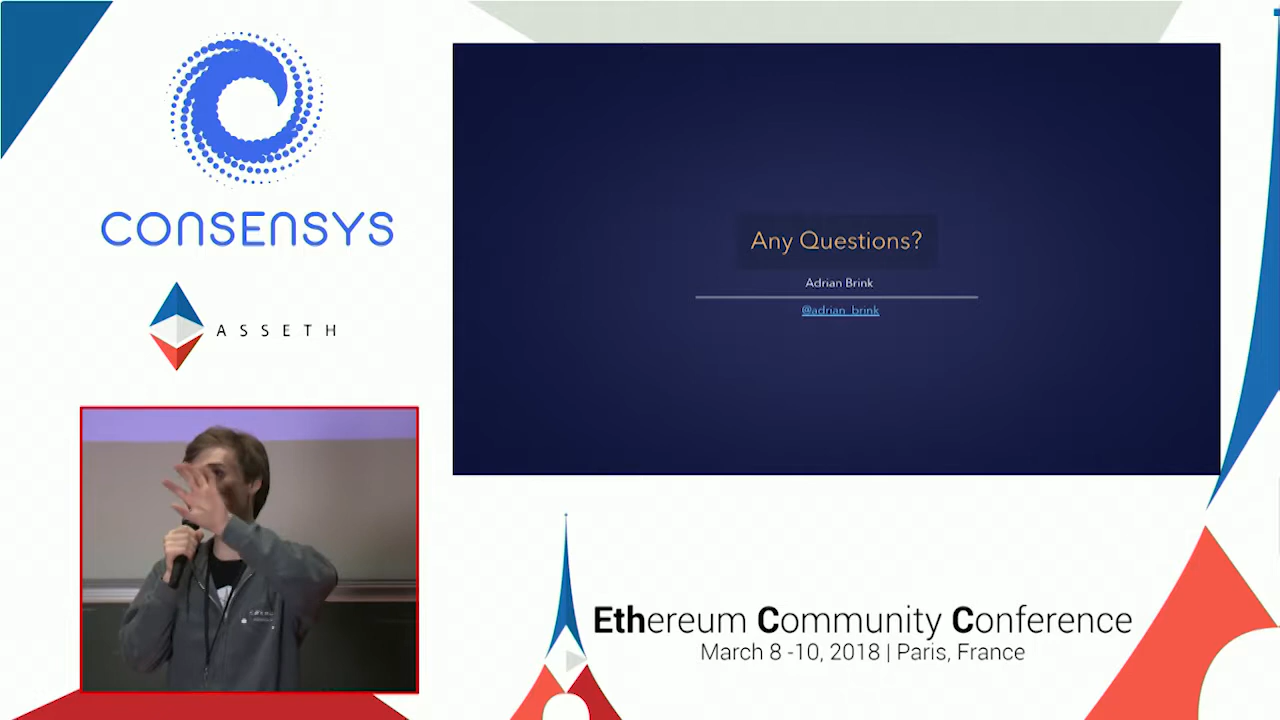 CONSENSYS
ASSETH
Any Questions?
Adrian Brink
@adrian_brink
Ethereum Community Conference
March 8 -10, 2018 | Paris, France